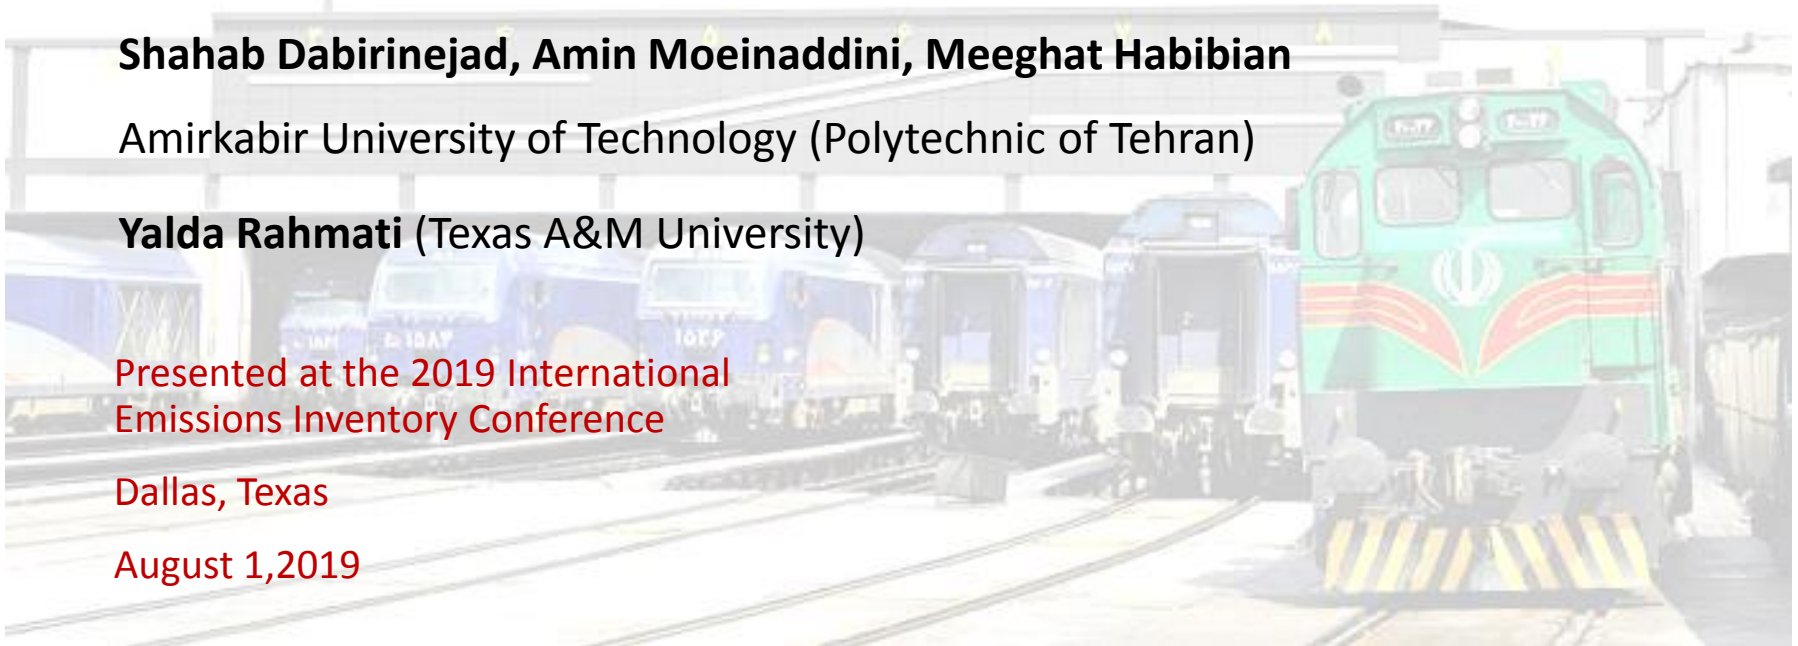 Shahab Dabirinejad, Amin Moeinaddini, Meeghat Habibian
Amirkabir University of Technology (Polytechnic of Tehran)
Yalda Rahmati (Texas A&M University)
Presented at the 2019 International
Emissions Inventory Conference
Dallas, Texas
August 1,2019